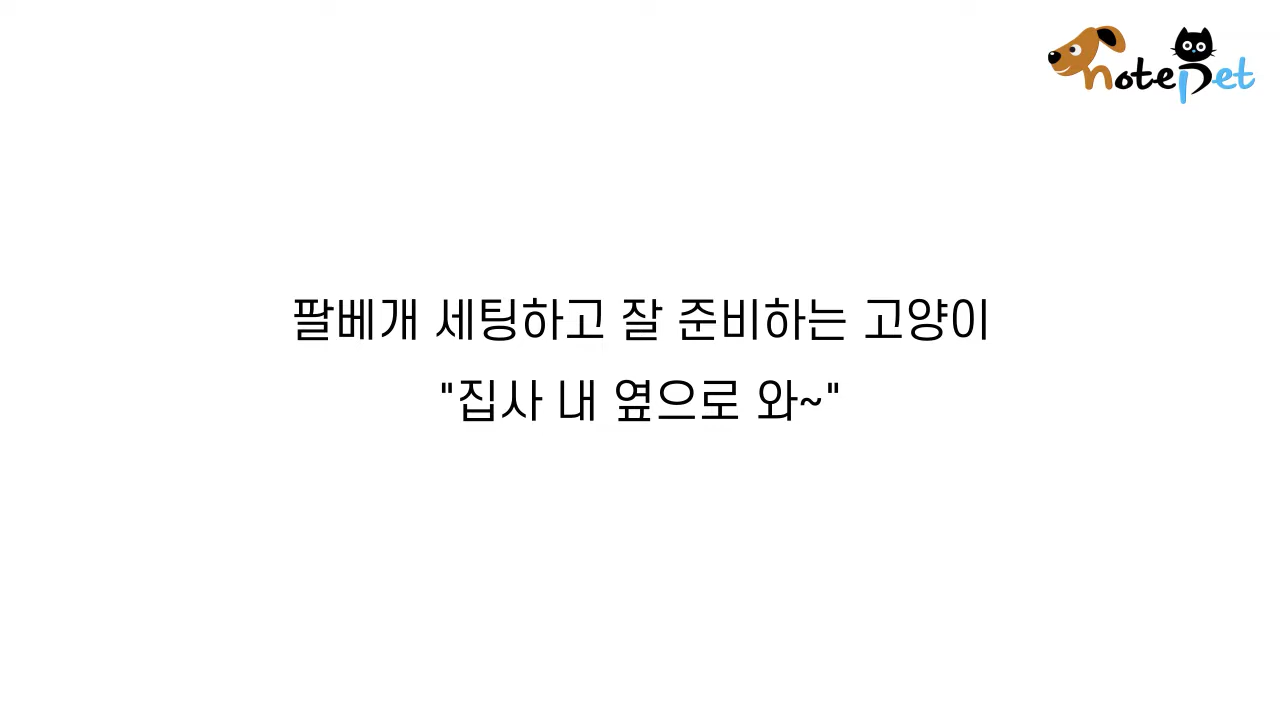 notepet
팔베개 세팅하고 잘 준비하는 고양이
"집사 내 옆으로 와~"